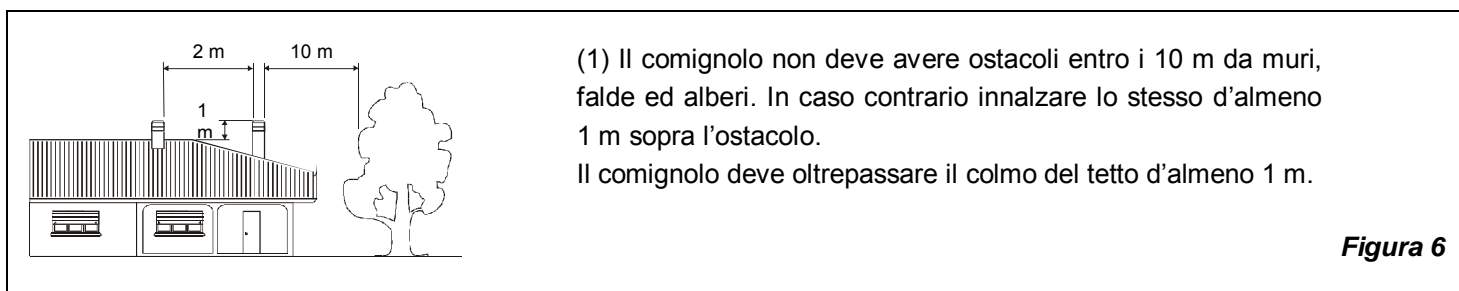 2 m
10 m
1
m
(1) Il comignolo non deve avere ostacoli entro i 10 m da muri,
falde ed alberi. In caso contrario innalzare lo stesso d’almeno
1 m sopra l’ostacolo.
Il comignolo deve oltrepassare il colmo del tetto d’almeno 1 m.
Figura 6